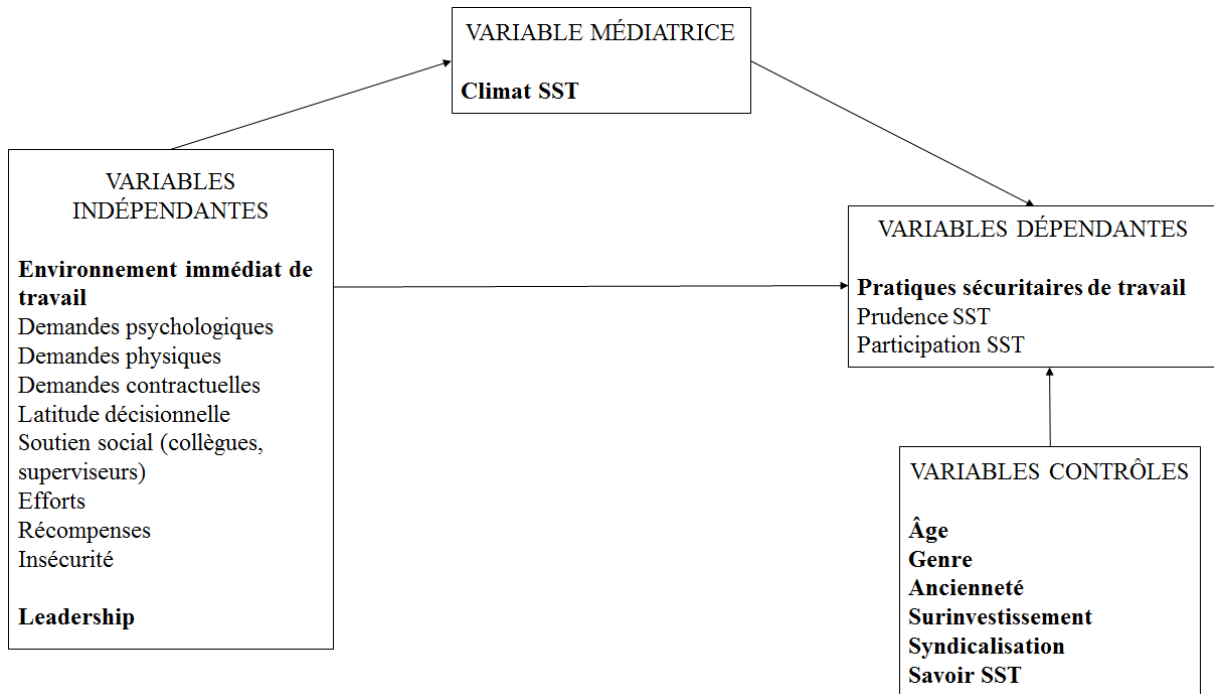 VARIABLE MÉDIATRICE
Climat SST
VARIABLES
INDÉPENDANTES
Environnement immédiat de
travail
Demandes psychologiques
Demandes physiques
Demandes contractuelles
Latitude décisionnelle
Soutien social (collègues,
superviseurs)
Efforts
Récompenses
Insécurité
Leadership
VARIABLES DÉPENDANTES
Pratiques sécuritaires de travail
Prudence SST
Participation SST
VARIABLES CONTRÔLES
Âge
Genre
Ancienneté
Surinvestissement
Syndicalisation
Savoir SST